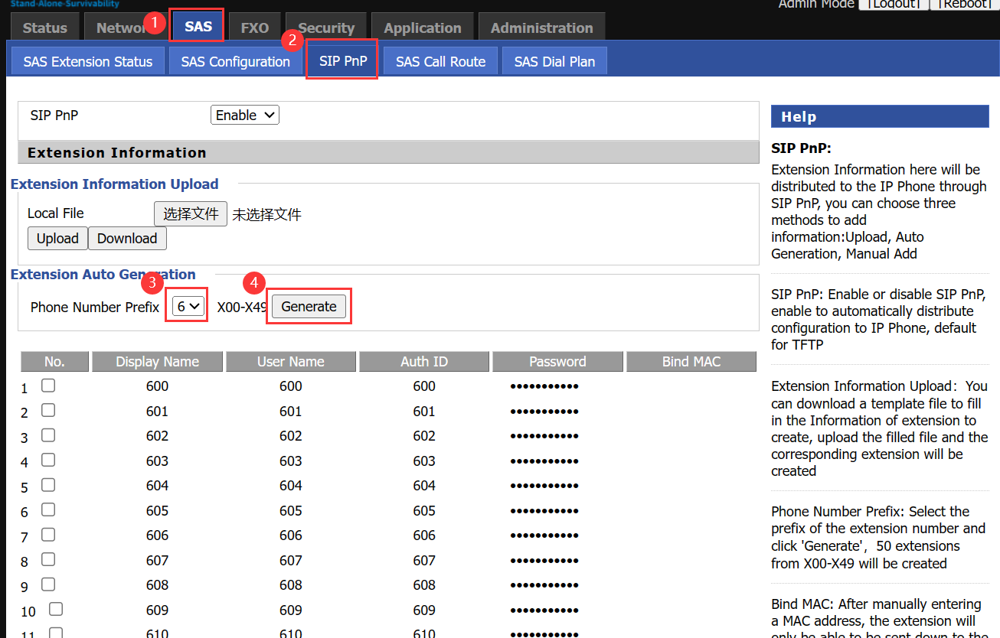 Stand-Alone-Survivability
Admin Mode [Logout] [Reboot]
Status Networ 1 SAS FXO Security Application Administration
2
SAS Extension Status SAS Configuration SIP PnP SAS Call Route SAS Dial Plan
SIP PnP Enable
Extension Information
Extension Information Upload
Local File 选择文件 未选择文件
Upload Download
Extension Auto Generation
3 4
Phone Number Prefix 6 X00-X49 Generate
No. Display Name User Name Auth ID Password Bind MAC
1 600 600 600 •••••••••••
2 601 601 601 •••••••••••
3 602 602 602 •••••••••••
4 603 603 603 •••••••••••
5 604 604 604 •••••••••••
6 605 605 605 •••••••••••
7 606 606 606 •••••••••••
8 607 607 607 •••••••••••
9 608 608 608 •••••••••••
10 609 609 609 •••••••••••
11 610 610 610 •••••••••••
Help
SIP PnP:
Extension Information here will be
distributed to the IP Phone through
SIP PnP, you can choose three
methods to add
information:Upload, Auto
Generation, Manual Add
SIP PnP: Enable or disable SIP PnP,
enable to automatically distribute
configuration to IP Phone, default
for TFTP
Extension Information Upload：You
can download a template file to fill
in the Information of extension to
create, upload the filled file and the
corresponding extension will be
created
Phone Number Prefix: Select the
prefix of the extension number and
click 'Generate'，50 extensions
from X00-X49 will be created
Bind MAC: After manually entering
a MAC address, the extension will
only be able to be sent down to the